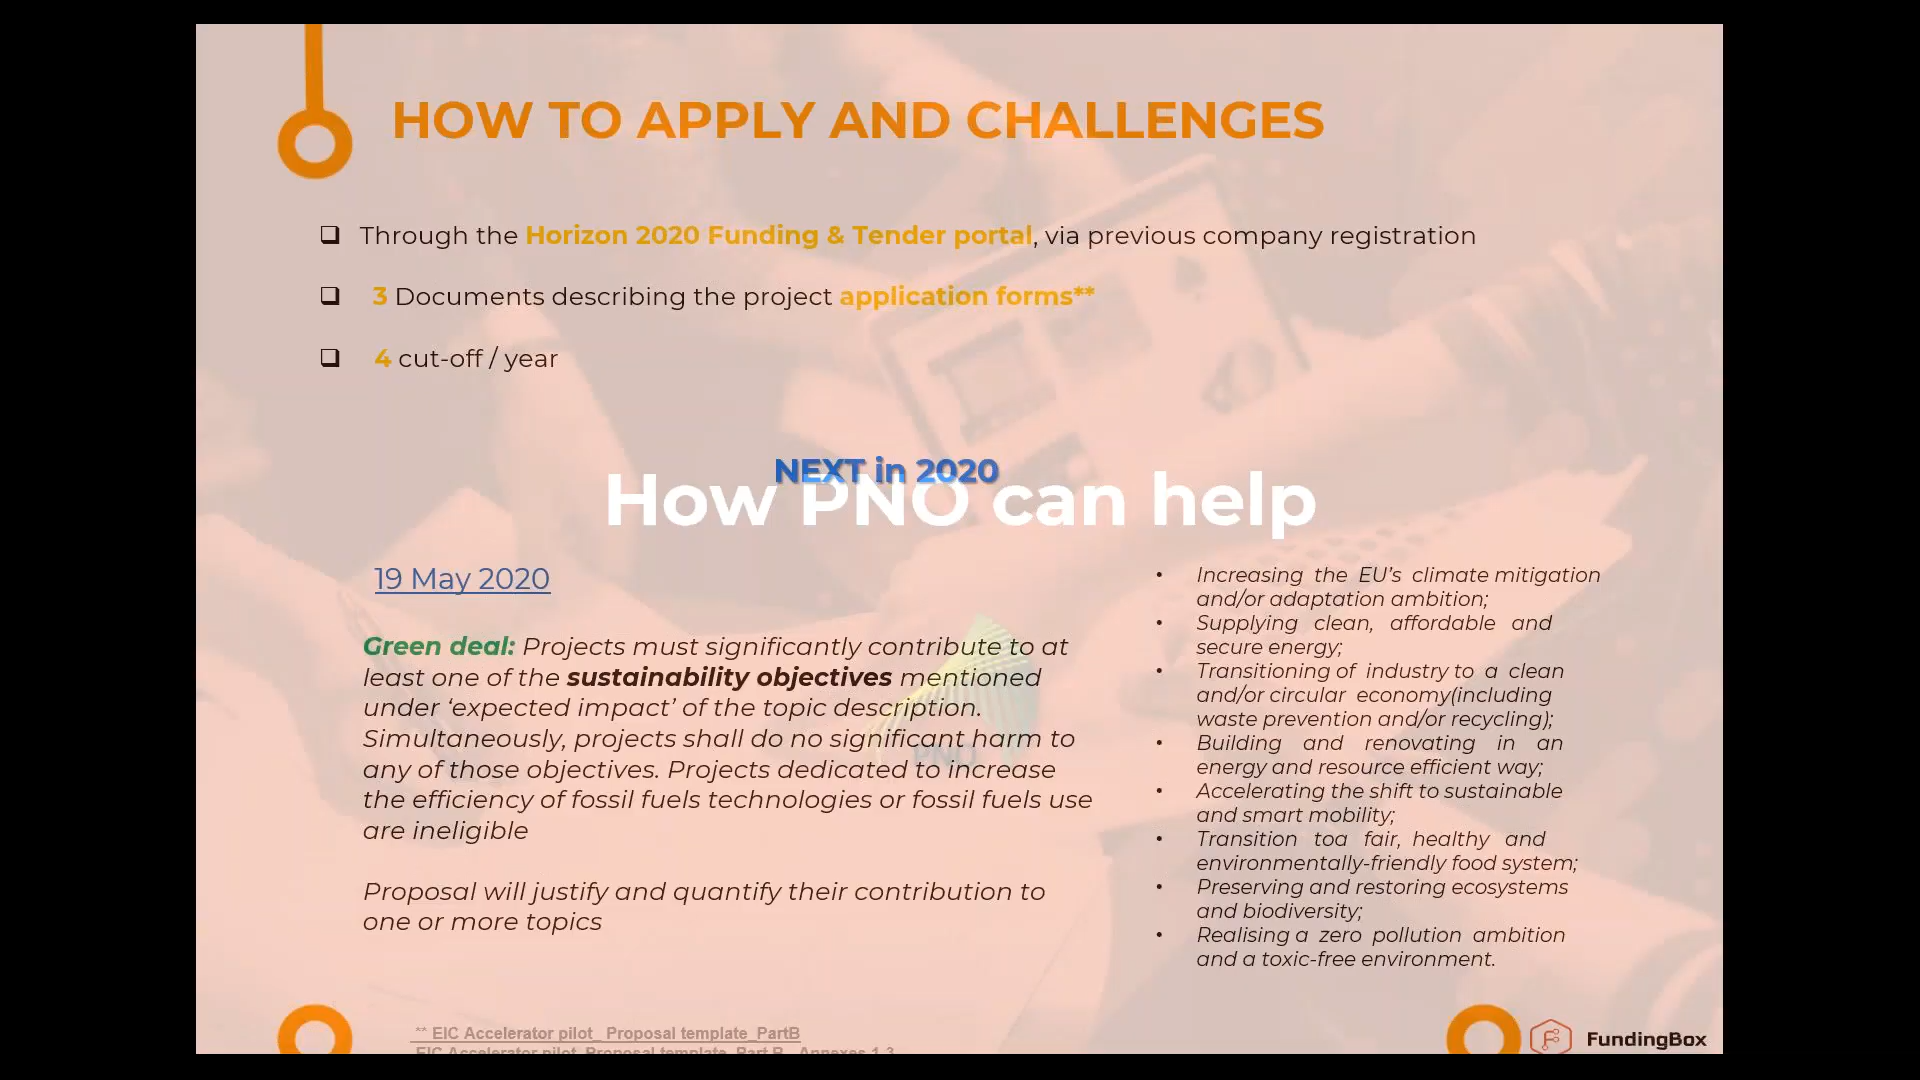 HOW TO APPLY AND CHALLENGES
Through the Horizon 2020 Funding & Tender portal, via previous company registration
3 Documents describing the project application forms**
4 cut-off / year
NEXT in 2020
How PNO can help
19 May 2020
Green deal: Projects must significantly contribute to at
least one of the sustainability objectives mentioned
under ‘expected impact’ of the topic description.
Simultaneously, projects shall do no significant harm to
any of those objectives. Projects dedicated to increase
the efficiency of fossil fuels technologies or fossil fuels use
are ineligible
Proposal will justify and quantify their contribution to
one or more topics
• Increasing the EU’s climate mitigation
and/or adaptation ambition;
• Supplying clean, affordable and
secure energy;
• Transitioning of industry to a clean
and/or circular economy(including
waste prevention and/or recycling);
• Building and renovating in an
energy and resource efficient way;
• Accelerating the shift to sustainable
and smart mobility;
• Transition toa fair, healthy and
environmentally-friendly food system;
• Preserving and restoring ecosystems
and biodiversity;
• Realising a zero pollution ambition
and a toxic-free environment.
PNO
** EIC Accelerator pilot_ Proposal template_PartB
EIC Accelerator pilot_Proposal template_Part B_ Annexes 1-3
FundingBox